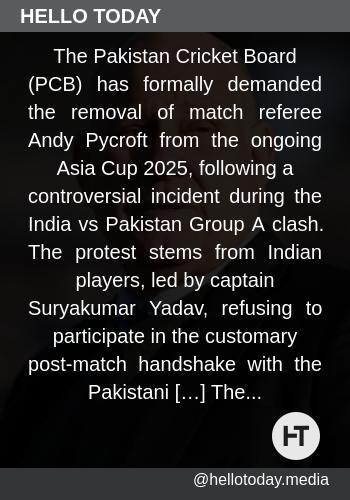 HELLO TODAY
The Pakistan Cricket Board
(PCB) has formally demanded
the removal of match referee
Andy Pycroft from the ongoing
Asia Cup 2025, following a
controversial incident during the
India vs Pakistan Group A clash.
The protest stems from Indian
players, led by captain
Suryakumar Yadav, refusing to
participate in the customary
post-match handshake with the
Pakistani […] The...
HT
@hellotoday.media